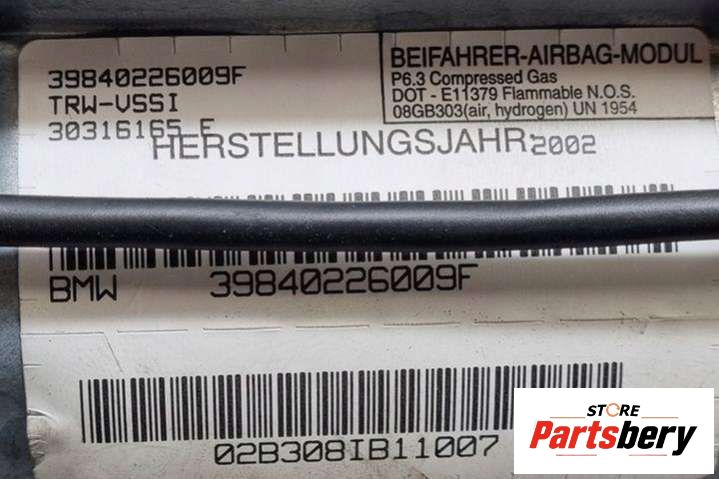 39840226009F
TRW-VSSI
30316165 E
BEIFAHRER-AIRBAG-MODUL
P6.3 Compressed Gas
DOT - E11379 Flammable N.O.S.
08GB303(air, hydrogen) UN 1954
HERSTELLUNGSJAHR:2002
BMW 39840226009F
02B308IB11007
STORE
Partsbery